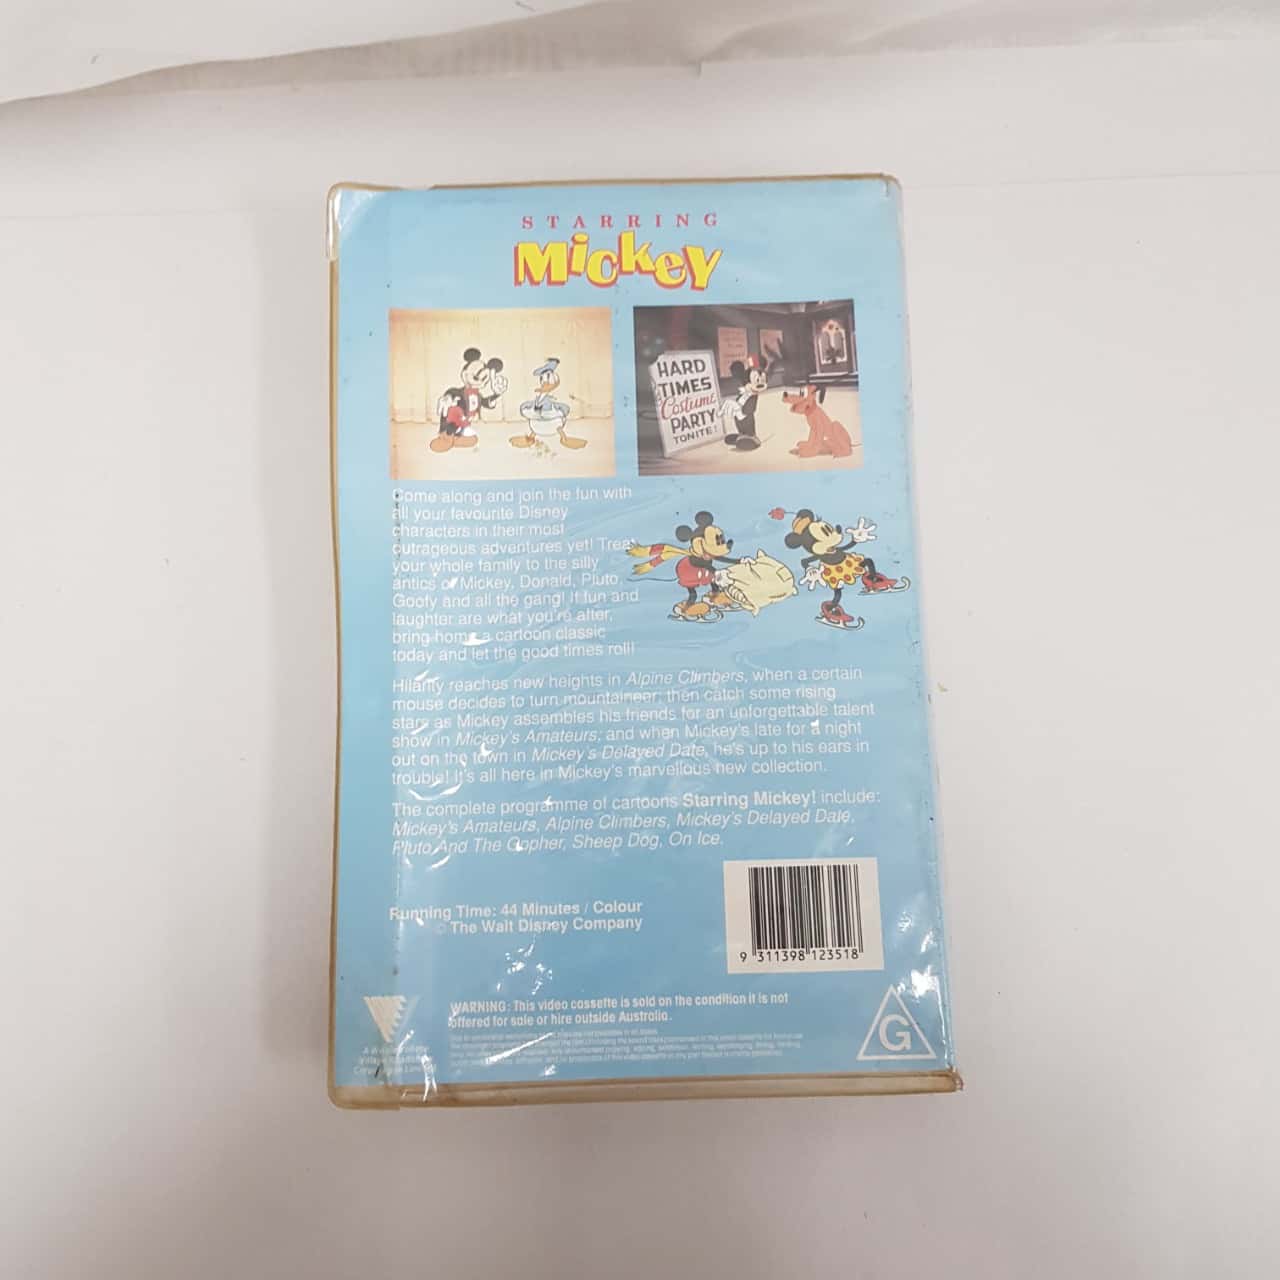 STARRING
Mickey
HARD
TIMES
Costume
PARTY
TONITE!
Come along and join the fun with
all your favourite Disney
characters in their most
outrageous adventures yet! Treat
your whole family to the silly
antics of Mickey, Donald, Pluto,
Goofy and all the gang! If fun and
laughter are what you're after,
bring home a cartoon classic
today and let the good times roll!
Hilarity reaches new heights in Alpine Climbers, when a certain
mouse decides to turn mountaineer; then catch some rising
stars as Mickey assembles his friends for an unforgettable talent
show in Mickey's Amateurs; and when Mickey's late for a night
out on the town in Mickey's Delayed Date, he's up to his ears in
trouble! It's all here in Mickey's marvellous new collection.
The complete programme of cartoons Starring Mickey! include:
Mickey's Amateurs, Alpine Climbers, Mickey's Delayed Date,
Pluto And The Gopher, Sheep Dog, On Ice.
Running Time: 44 Minutes / Colour
© The Walt Disney Company
9 311398 123518
WARNING: This video cassette is sold on the condition it is not
offered for sale or hire outside Australia.
G